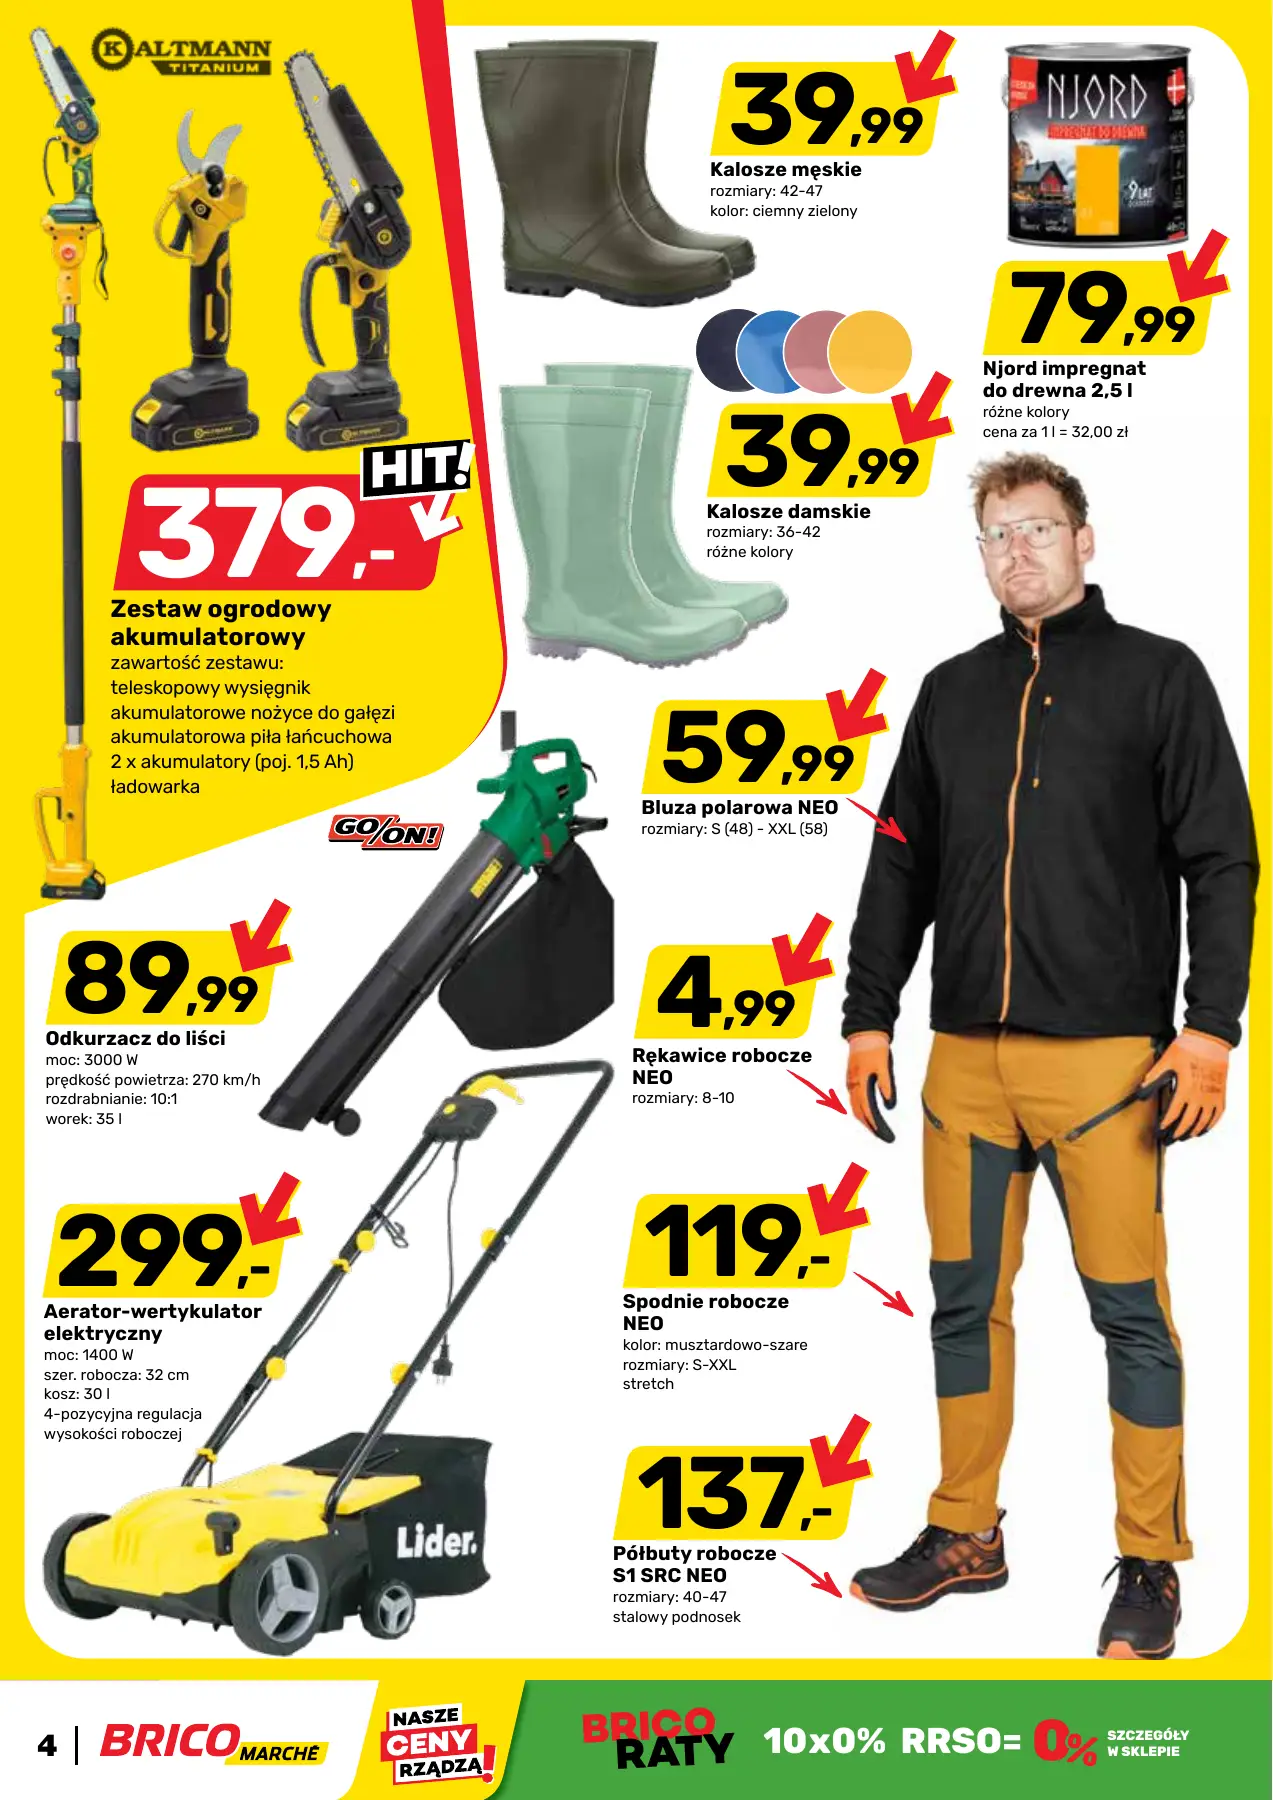 KALTMANN
TITANIUM
HIT!
379,-
Zestaw ogrodowy
akumulatorowy
zawartość zestawu:
teleskopowy wysięgnik
akumulatorowe nożyce do gałęzi
akumulatorowa piła łańcuchowa
2 x akumulatory (poj. 1,5 Ah)
ładowarka
39,99
Kalosze męskie
rozmiary: 42-47
kolor: ciemny zielony
NJORD
IMPREGNAT DO DREWNA
9 LAT
79,99
Njord impregnat
do drewna 2,5 l
różne kolory
cena za 1 l = 32,00 zł
39,99
Kalosze damskie
rozmiary: 36-42
różne kolory
59,99
Bluza polarowa NEO
rozmiary: S (48) - XXL (58)
GO/ON!
89,99
Odkurzacz do liści
moc: 3000 W
prędkość powietrza: 270 km/h
rozdrabnianie: 10:1
worek: 35 l
4,99
Rękawice robocze
NEO
rozmiary: 8-10
299,-
Aerator-wertykulator
elektryczny
moc: 1400 W
szer. robocza: 32 cm
kosz: 30 l
4-pozycyjna regulacja
wysokości roboczej
Lider.
119,-
Spodnie robocze
NEO
kolor: musztardowo-szare
rozmiary: S-XXL
stretch
137,-
Półbuty robocze
S1 SRC NEO
rozmiary: 40-47
stalowy podnosek
4
BRICO
MARCHÉ
NASZE
CENY
RZĄDZĄ!
BRICO
RATY
10x0% RRSO= 0%
SZCZEGÓŁY
W SKLEPIE